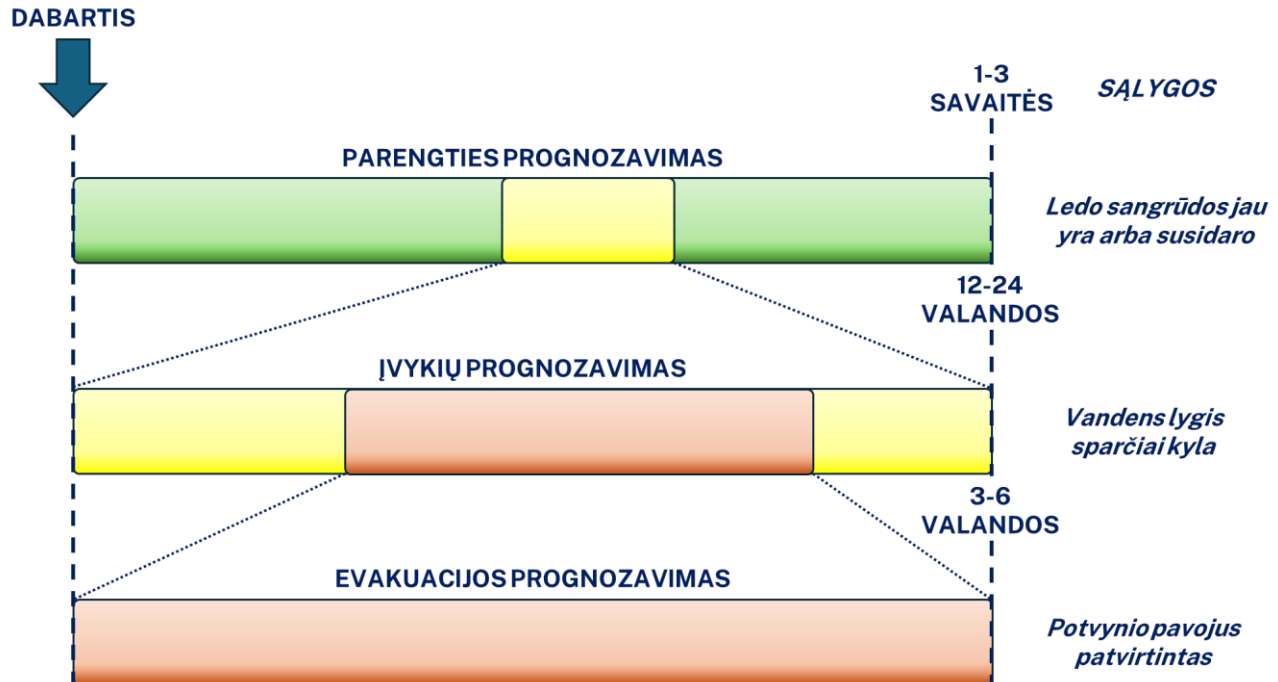 DABARTIS
1-3
SAVAITĖS
SĄLYGOS
PARENGTIES PROGNOZAVIMAS
Ledo sangrūdos jau
yra arba susidaro
12-24
VALANDOS
ĮVYKIŲ PROGNOZAVIMAS
Vandens lygis
sparčiai kyla
3-6
VALANDOS
EVAKUACIJOS PROGNOZAVIMAS
Potvynio pavojus
patvirtintas